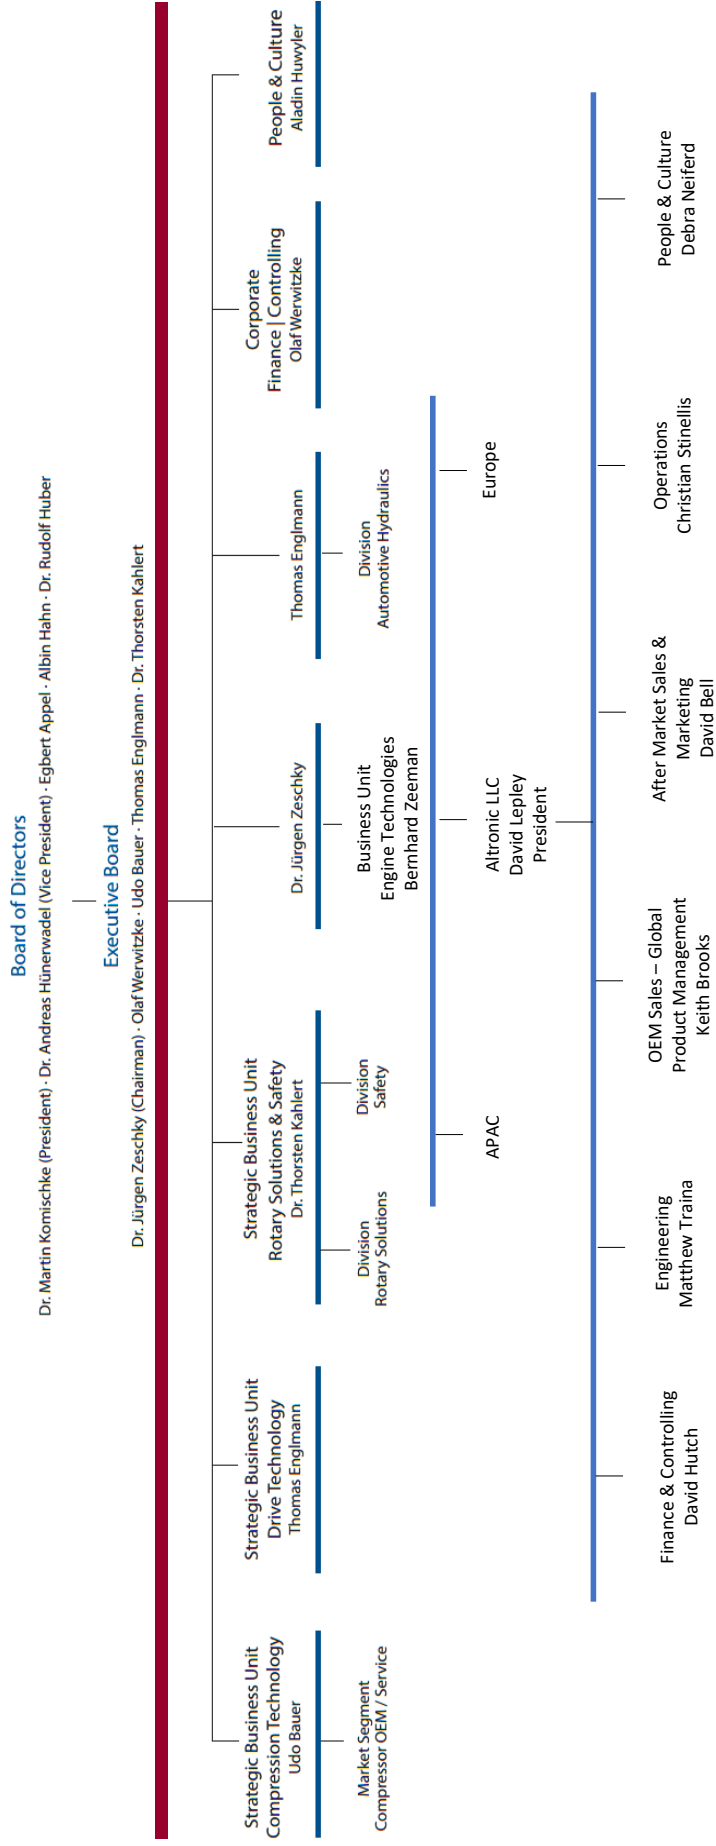 Board of Directors
Dr. Martin Komischke (President) · Dr. Andreas Hünerwadel (Vice President) · Egbert Appel · Albin Hahn · Dr. Rudolf Huber
Executive Board
Dr. Jürgen Zeschky (Chairman) · Olaf Werwitzke · Udo Bauer · Thomas Englmann · Dr. Thorsten Kahlert
Strategic Business Unit
Compression Technology
Udo Bauer
Market Segment
Compressor OEM / Service
Strategic Business Unit
Drive Technology
Thomas Englmann
Strategic Business Unit
Rotary Solutions & Safety
Dr. Thorsten Kahlert
Division
Rotary Solutions
Division
Safety
Dr. Jürgen Zeschky
Business Unit
Engine Technologies
Bernhard Zeeman
Thomas Englmann
Division
Automotive Hydraulics
Corporate
Finance | Controlling
Olaf Werwitzke
People & Culture
Aladin Huwyler
APAC
Altronic LLC
David Lepley
President
Europe
Finance & Controlling
David Hutch
Engineering
Matthew Traina
OEM Sales – Global
Product Management
Keith Brooks
After Market Sales &
Marketing
David Bell
Operations
Christian Stinellis
People & Culture
Debra Neiferd